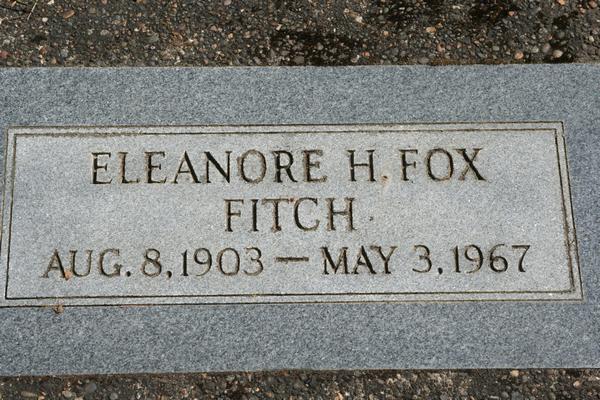 ELEANORE H. FOX
FITCH
AUG. 8, 1903 — MAY 3, 1967